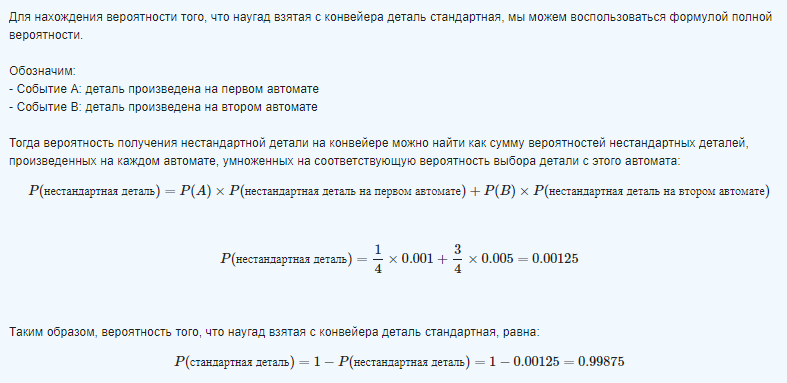 Для нахождения вероятности того, что наугад взятая с конвейера деталь стандартная, мы можем воспользоваться формулой полной
вероятности.
Обозначим:
- Событие A: деталь произведена на первом автомате
- Событие B: деталь произведена на втором автомате
Тогда вероятность получения нестандартной детали на конвейере можно найти как сумму вероятностей нестандартных деталей,
произведенных на каждом автомате, умноженных на соответствующую вероятность выбора детали с этого автомата:
P(нестандартная деталь) = P(A) × P(нестандартная деталь на первом автомате) + P(B) × P(нестандартная деталь на втором автомате)
P(нестандартная деталь) = 1/4 × 0.001 + 3/4 × 0.005 = 0.00125
Таким образом, вероятность того, что наугад взятая с конвейера деталь стандартная, равна:
P(стандартная деталь) = 1 − P(нестандартная деталь) = 1 − 0.00125 = 0.99875